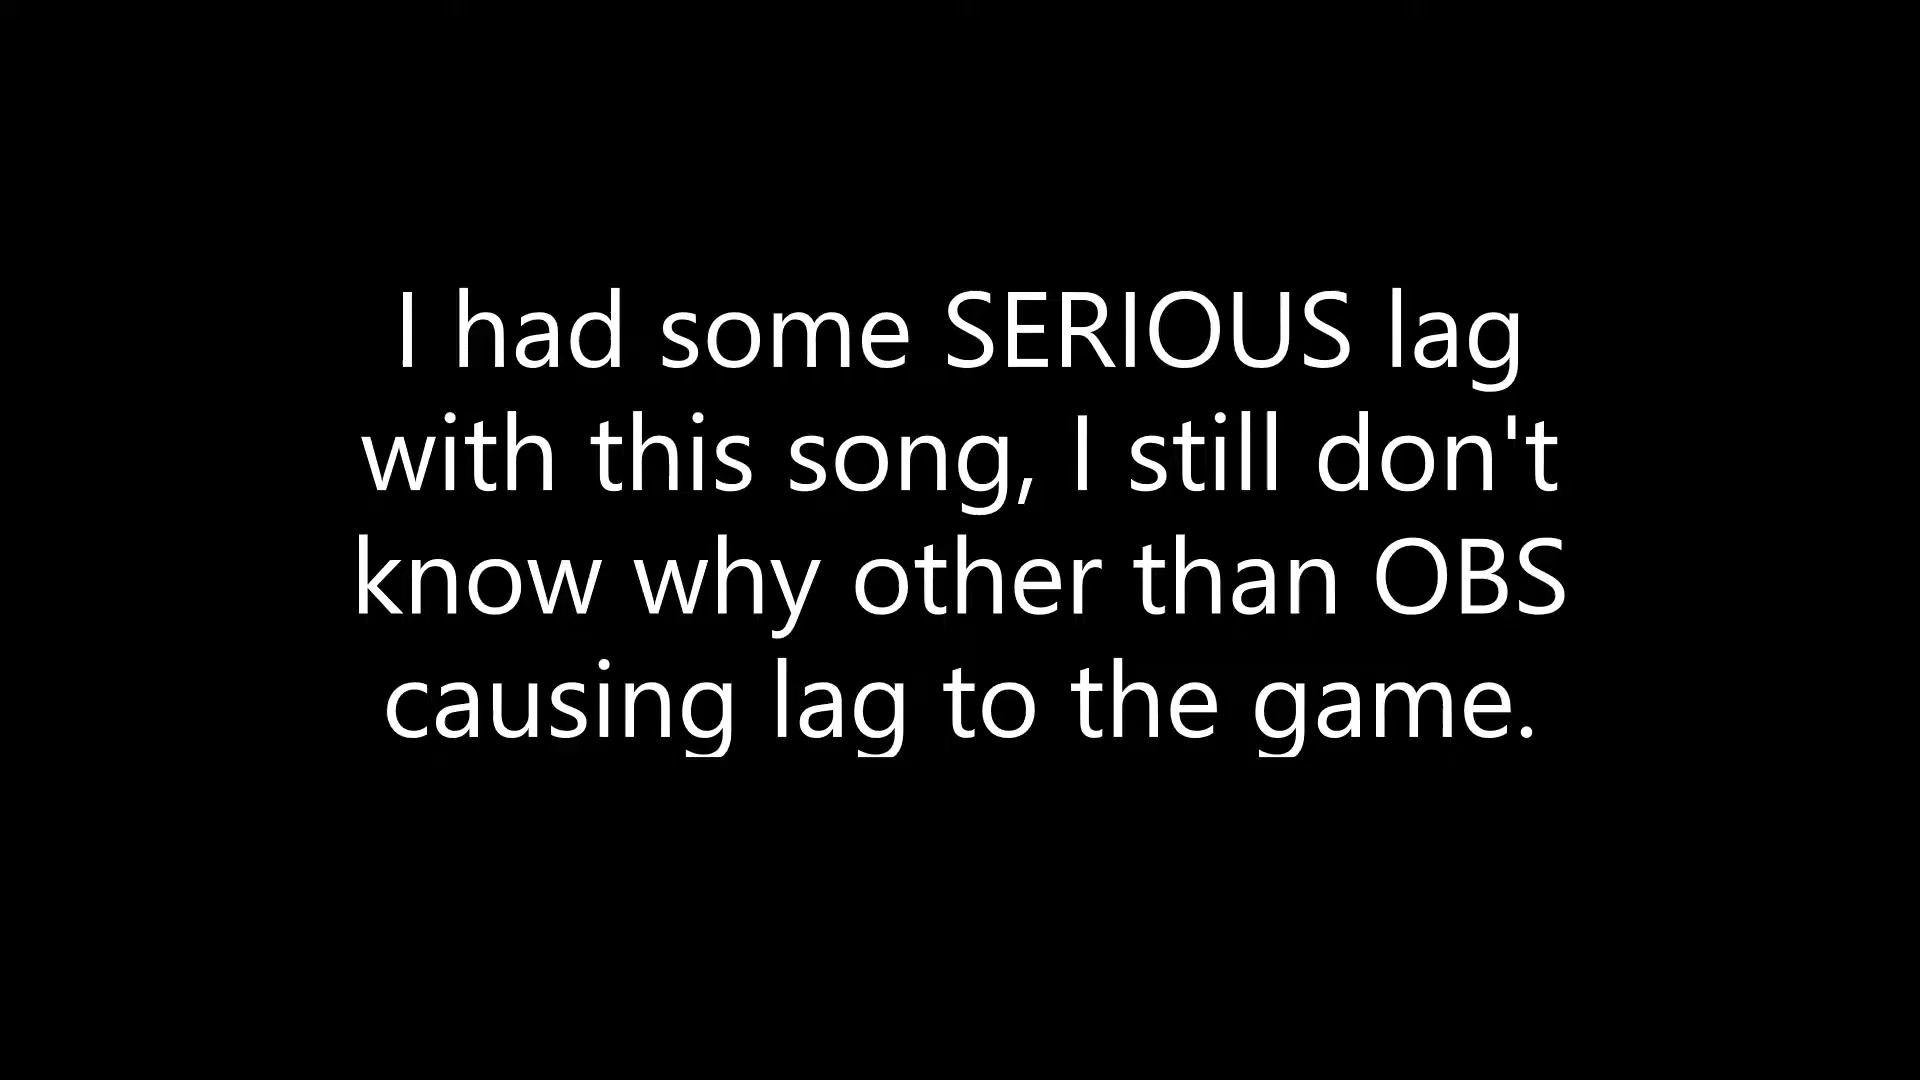 I had some SERIOUS lag
with this song, I still don't
know why other than OBS
causing lag to the game.